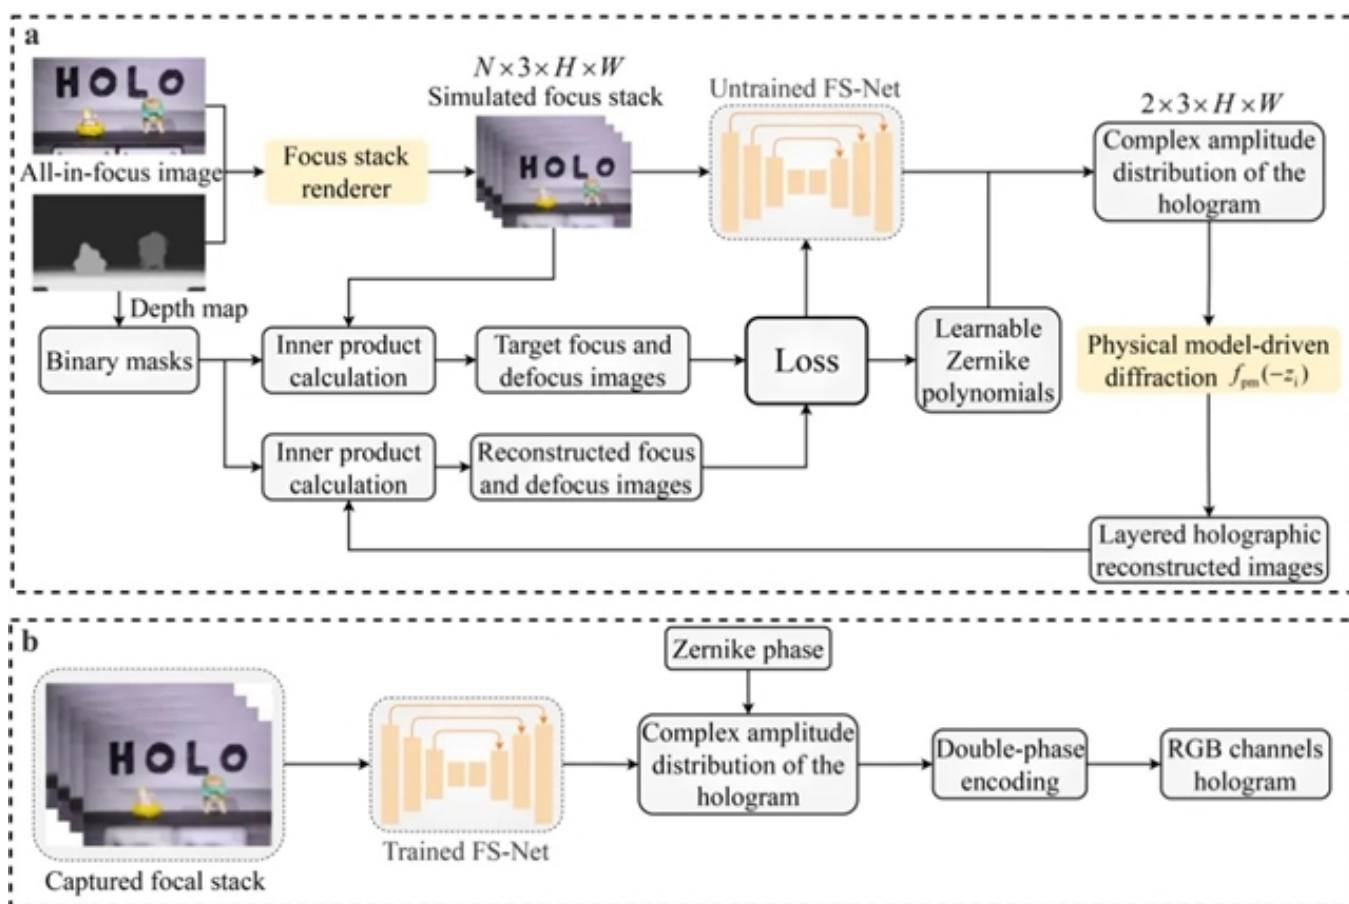 a
HOLO
All-in-focus image
Depth map
Focus stack
renderer
N×3×H×W
Simulated focus stack
HOLO
Untrained FS-Net
2×3×H×W
Complex amplitude
distribution of the
hologram
Binary masks
Inner product
calculation
Target focus and
defocus images
Loss
Learnable
Zernike
polynomials
Physical model-driven
diffraction f_pm(−z_i)
Inner product
calculation
Reconstructed focus
and defocus images
Layered holographic
reconstructed images
b
HOLO
Captured focal stack
Trained FS-Net
Zernike phase
Complex amplitude
distribution of the
hologram
Double-phase
encoding
RGB channels
hologram